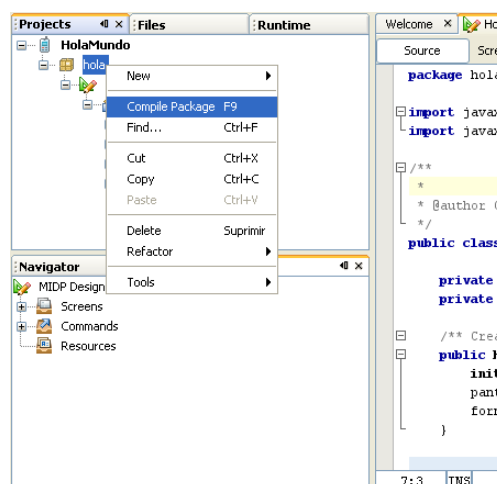 Projects Files Runtime
HolaMundo
hola
New
Compile Package F9
Find... Ctrl+F
Cut Ctrl+X
Copy Ctrl+C
Paste Ctrl+V
Delete Suprimir
Refactor
Tools
Navigator
MIDP Design
Screens
Commands
Resources
Welcome Ho
Source Scre
package hola
import javax
import javax
/**
*
* @author (
*/
public class
private
private
/** Crea
public H
init
pant
form
}
7:3 INS